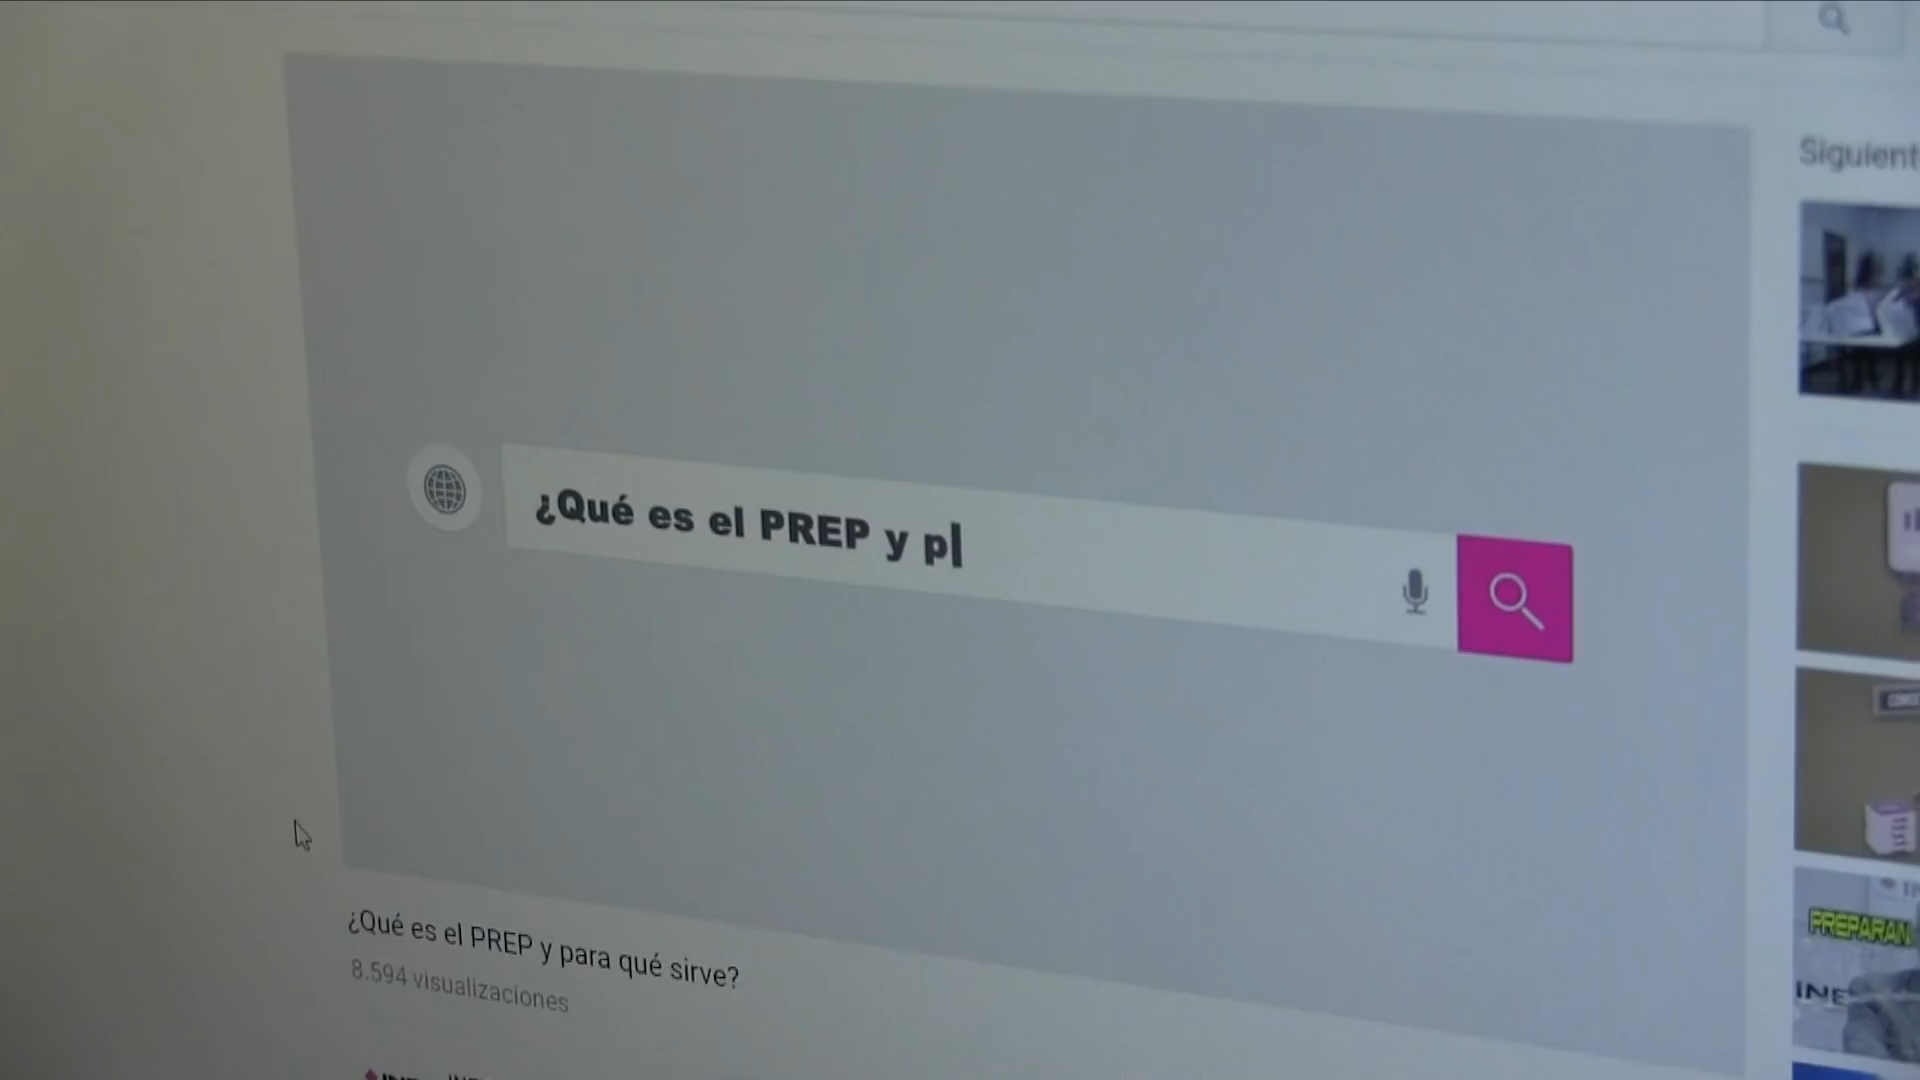 Siguient
¿Qué es el PREP y p
¿Qué es el PREP y para qué sirve?
8.594 visualizaciones
PREPARAN
INE